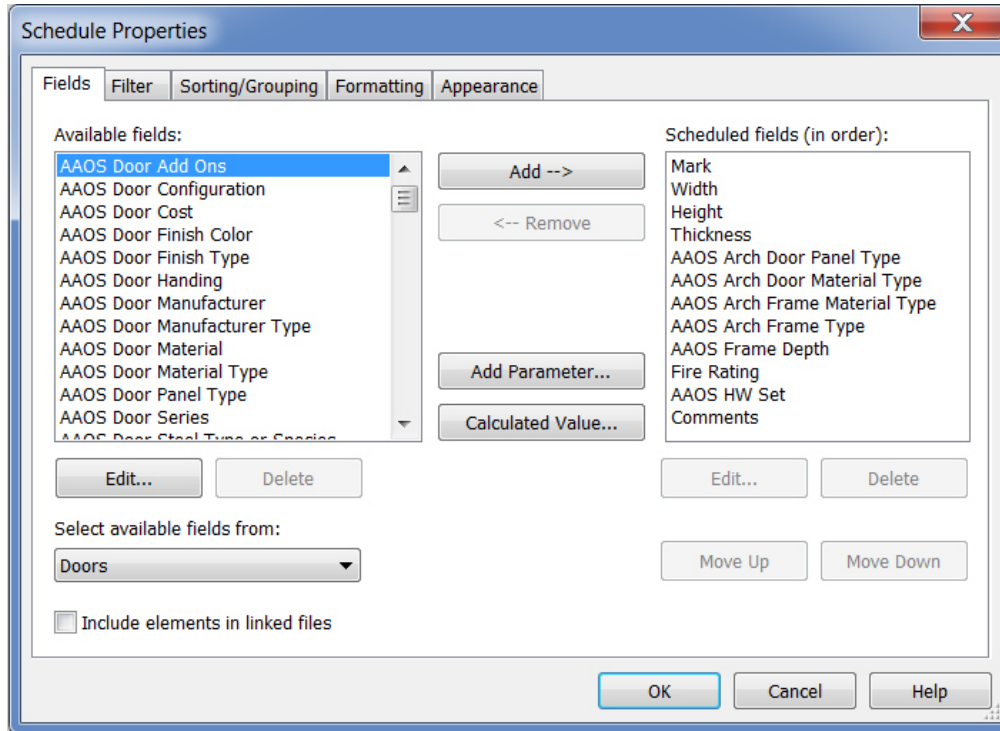 Schedule Properties
Fields
Filter
Sorting/Grouping
Formatting
Appearance
Available fields:
AAOS Door Add Ons
AAOS Door Configuration
AAOS Door Cost
AAOS Door Finish Color
AAOS Door Finish Type
AAOS Door Handing
AAOS Door Manufacturer
AAOS Door Manufacturer Type
AAOS Door Material
AAOS Door Material Type
AAOS Door Panel Type
AAOS Door Series
AAOS Door Steel Type or Species
Add -->
<-- Remove
Add Parameter...
Calculated Value...
Scheduled fields (in order):
Mark
Width
Height
Thickness
AAOS Arch Door Panel Type
AAOS Arch Door Material Type
AAOS Arch Frame Material Type
AAOS Arch Frame Type
AAOS Frame Depth
Fire Rating
AAOS HW Set
Comments
Edit...
Delete
Edit...
Delete
Select available fields from:
Doors
Move Up
Move Down
Include elements in linked files
OK
Cancel
Help